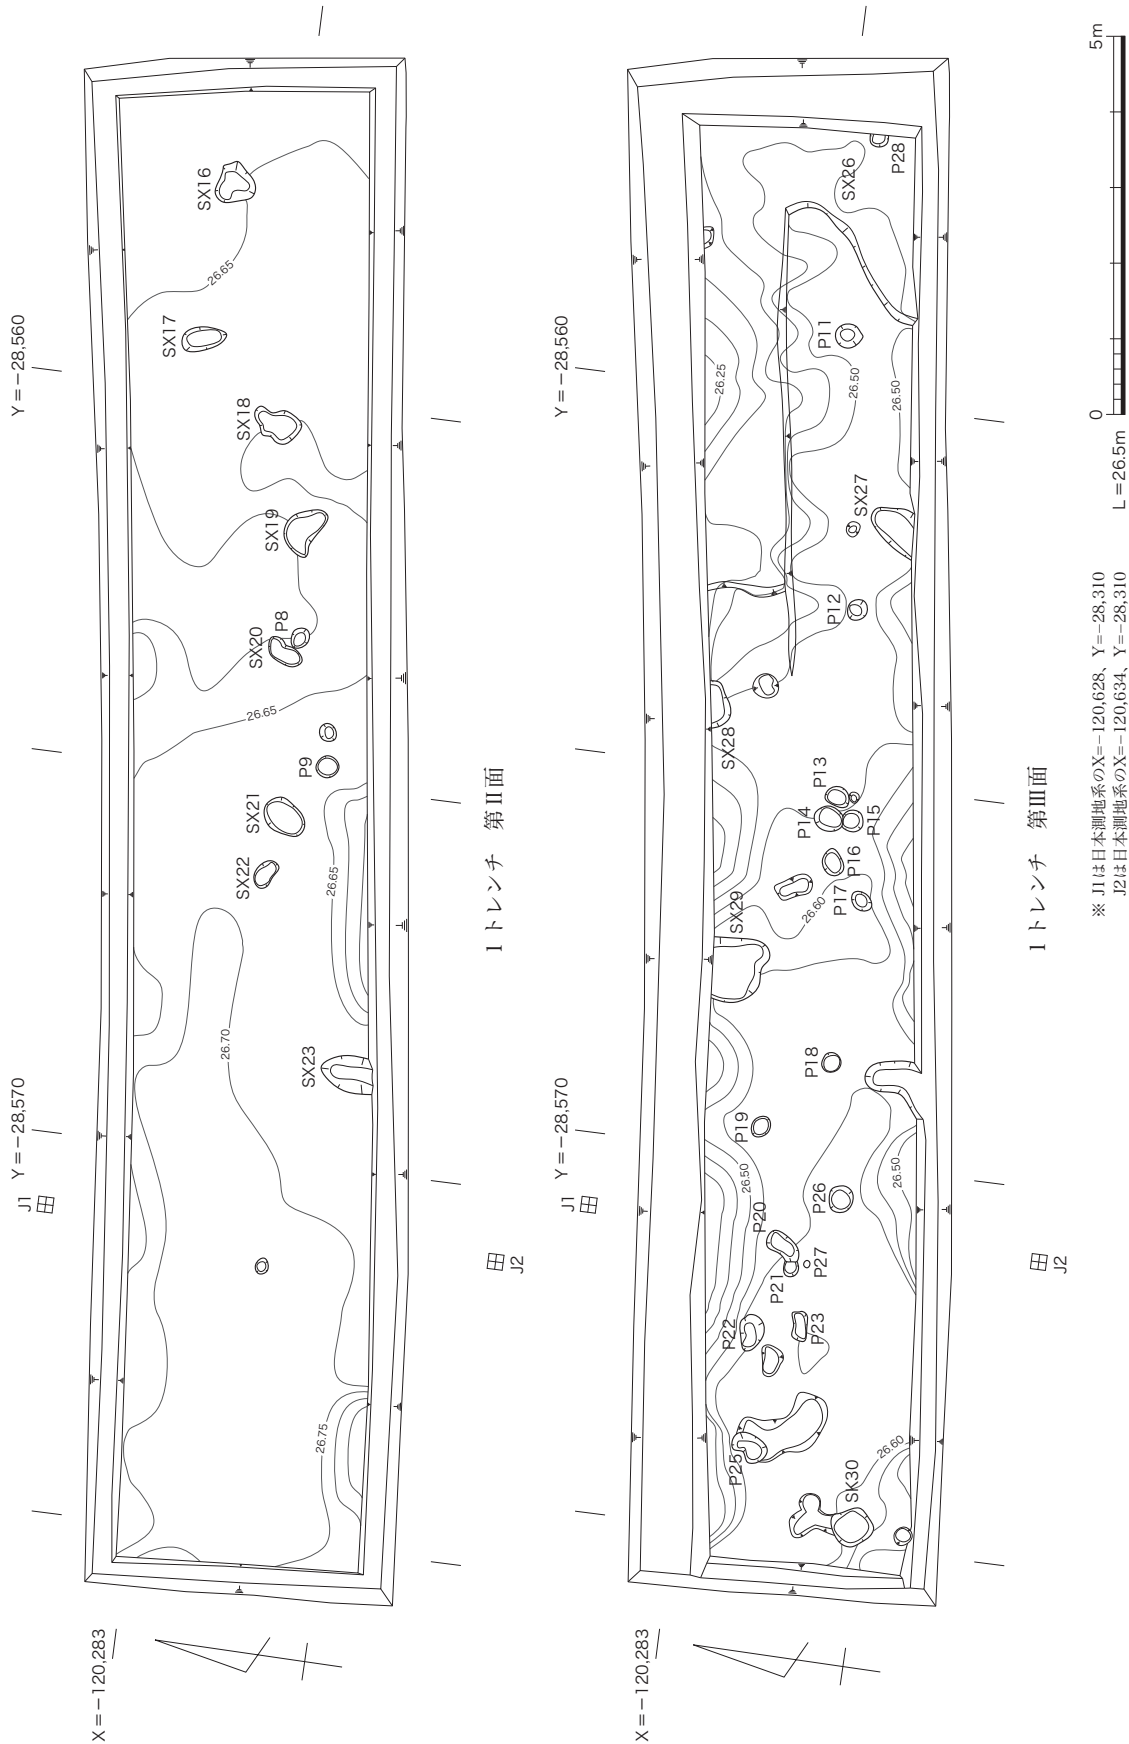 X=−120,283
J1
Y=−28,570
Y=−28,560
SX16
SX17
SX18
SX19
SX20
P8
P9
SX21
SX22
SX23
26.65
26.65
26.65
26.70
26.75
J2
1トレンチ 第Ⅱ面
X=−120,283
J1
Y=−28,570
Y=−28,560
SX26
P28
P11
SX27
P12
SX28
P13
P14
P15
P16
P17
SX29
P18
P19
P20
P21
P22
P23
P25
P26
P27
SK30
26.25
26.50
26.50
26.60
26.50
26.50
26.60
J2
1トレンチ 第Ⅲ面
※ J1は日本測地系のX=−120,628、Y=−28,310
J2は日本測地系のX=−120,634、Y=−28,310
L=26.5m
0
5m